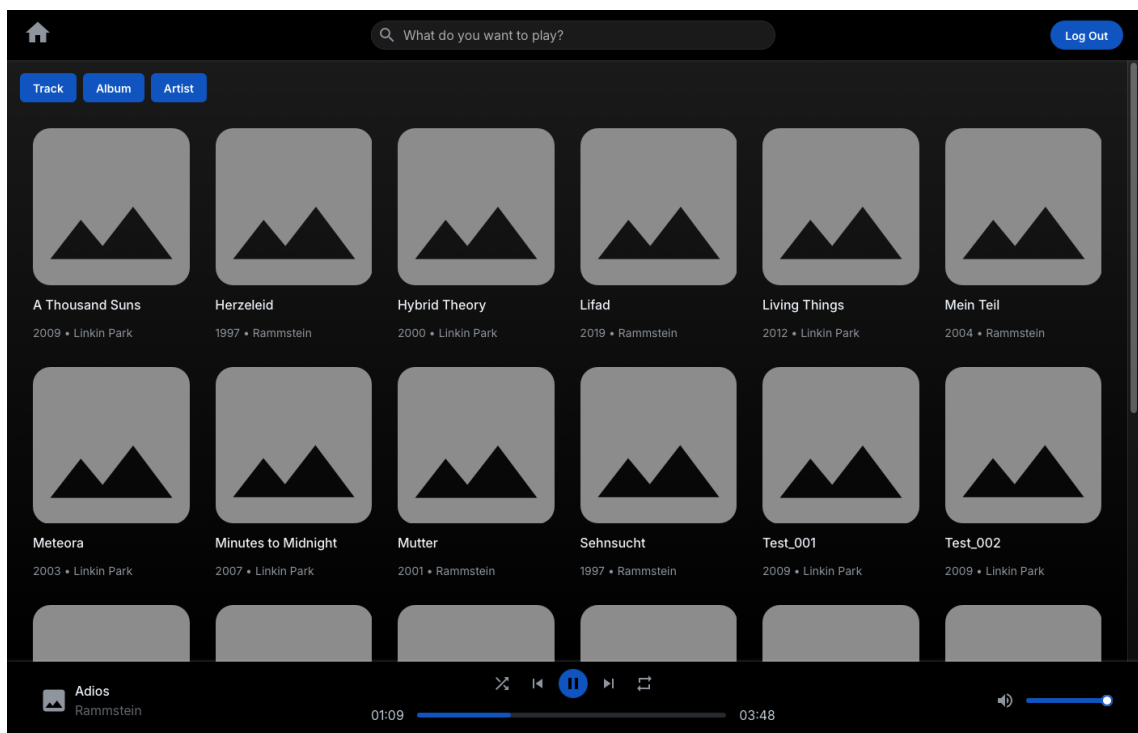 What do you want to play?
Log Out
Track
Album
Artist
A Thousand Suns
2009 • Linkin Park
Herzeleid
1997 • Rammstein
Hybrid Theory
2000 • Linkin Park
Lifad
2019 • Rammstein
Living Things
2012 • Linkin Park
Mein Teil
2004 • Rammstein
Meteora
2003 • Linkin Park
Minutes to Midnight
2007 • Linkin Park
Mutter
2001 • Rammstein
Sehnsucht
1997 • Rammstein
Test_001
2009 • Linkin Park
Test_002
2009 • Linkin Park
Adios
Rammstein
01:09
03:48